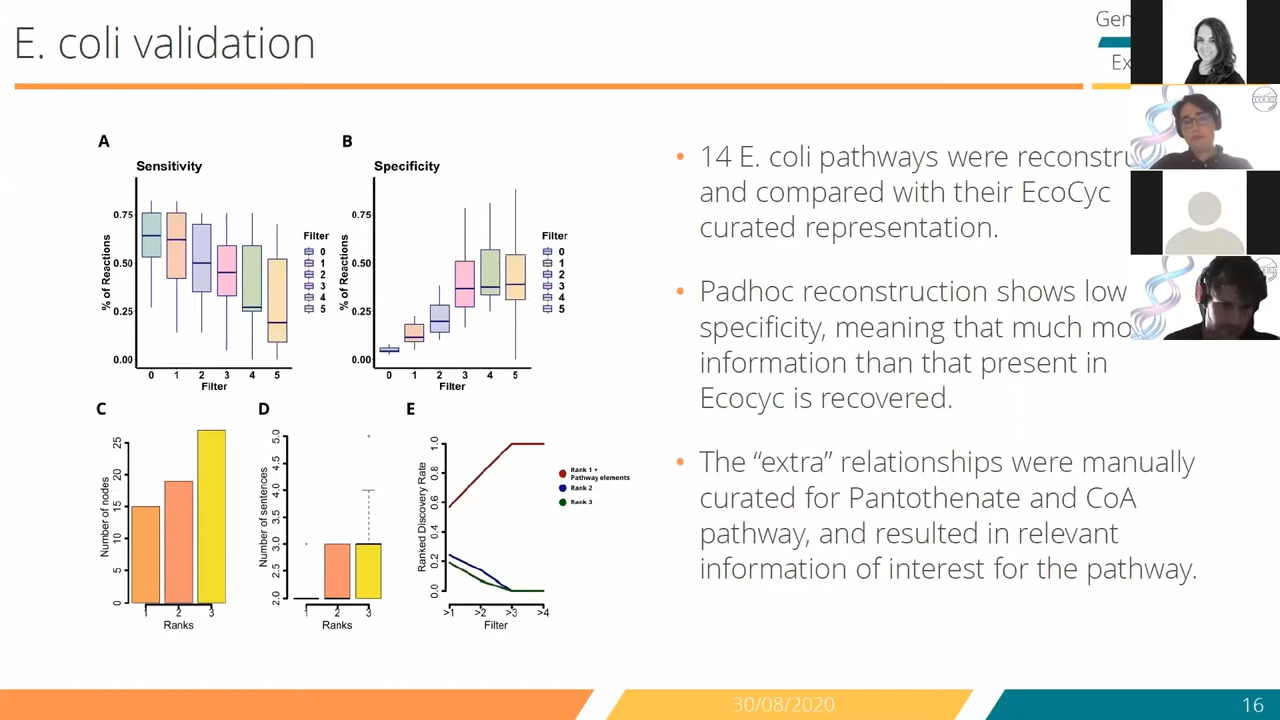 E. coli validation
A
Sensitivity
% of Reactions
0.75
0.50
0.25
0.00
0 1 2 3 4 5
Filter
Filter
0
1
2
3
4
5
B
Specificity
% of Reactions
0.75
0.50
0.25
0.00
0 1 2 3 4 5
Filter
Filter
0
1
2
3
4
5
C
Number of nodes
25
20
15
10
5
0
1 2 3
Ranks
D
Number of sentences
5.0
4.5
4.0
3.5
3.0
2.5
2.0
1 2 3
Ranks
E
Ranked Discovery Rate
1.0
0.8
0.6
0.4
0.2
0.0
>1 >2 >3 >4
Filter
Rank 1 +
Pathway elements
Rank 2
Rank 3
• 14 E. coli pathways were reconstru
and compared with their EcoCyc
curated representation.
• Padhoc reconstruction shows low
specificity, meaning that much mo
information than that present in
Ecocyc is recovered.
• The “extra” relationships were manually
curated for Pantothenate and CoA
pathway, and resulted in relevant
information of interest for the pathway.
Gen
Ex
30/08/2020
16